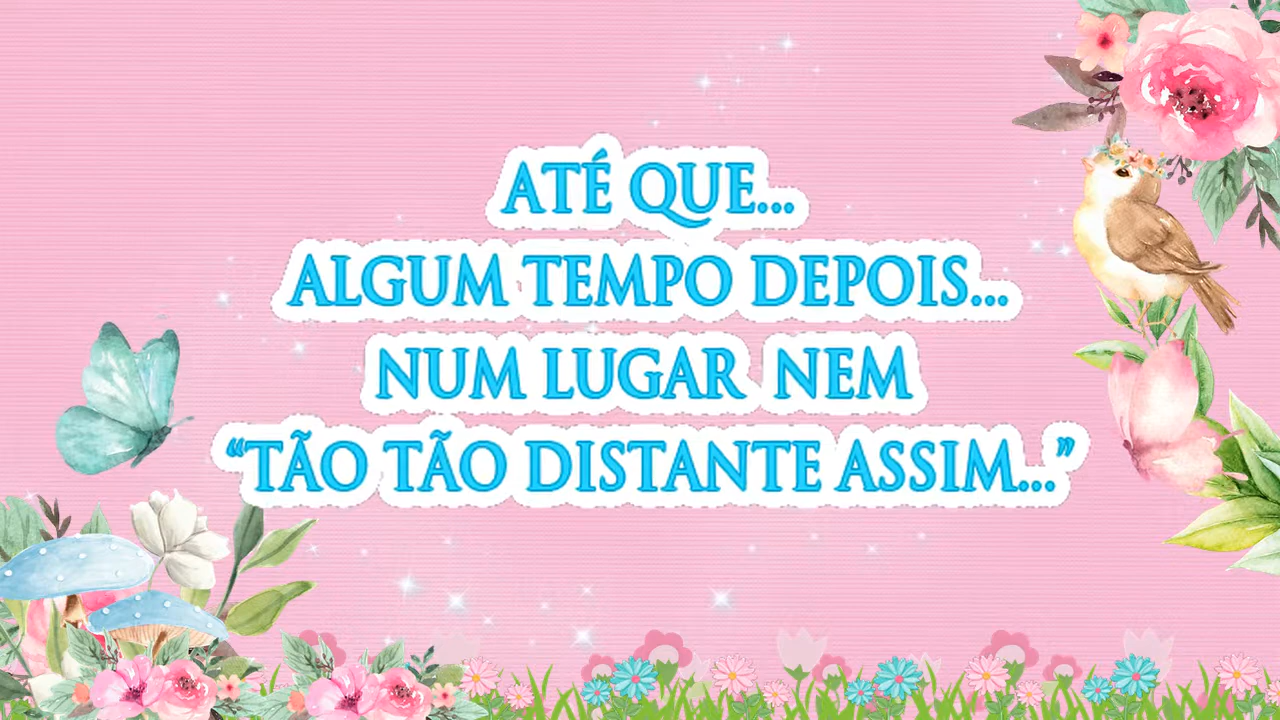 ATÉ QUE...
ALGUM TEMPO DEPOIS...
NUM LUGAR NEM
“TÃO TÃO DISTANTE ASSIM...”